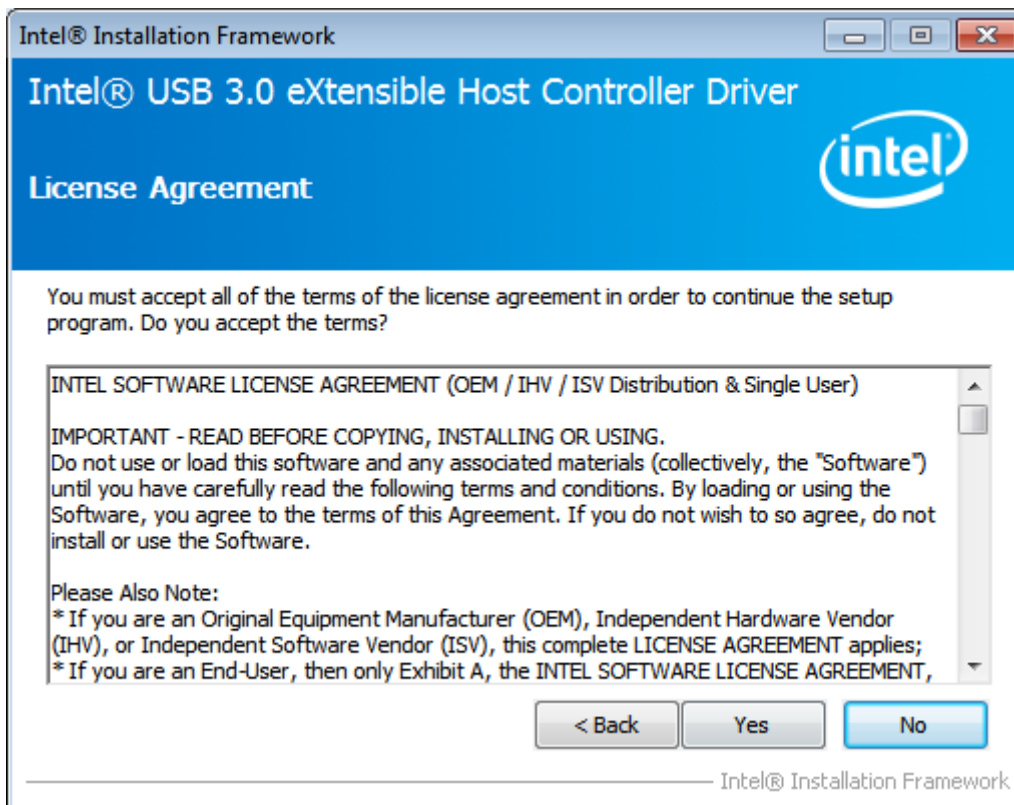 Intel® Installation Framework
Intel® USB 3.0 eXtensible Host Controller Driver
intel
License Agreement
You must accept all of the terms of the license agreement in order to continue the setup
program. Do you accept the terms?
INTEL SOFTWARE LICENSE AGREEMENT (OEM / IHV / ISV Distribution & Single User)
IMPORTANT - READ BEFORE COPYING, INSTALLING OR USING.
Do not use or load this software and any associated materials (collectively, the "Software")
until you have carefully read the following terms and conditions. By loading or using the
Software, you agree to the terms of this Agreement. If you do not wish to so agree, do not
install or use the Software.
Please Also Note:
* If you are an Original Equipment Manufacturer (OEM), Independent Hardware Vendor
(IHV), or Independent Software Vendor (ISV), this complete LICENSE AGREEMENT applies;
* If you are an End-User, then only Exhibit A, the INTEL SOFTWARE LICENSE AGREEMENT,
< Back
Yes
No
Intel® Installation Framework